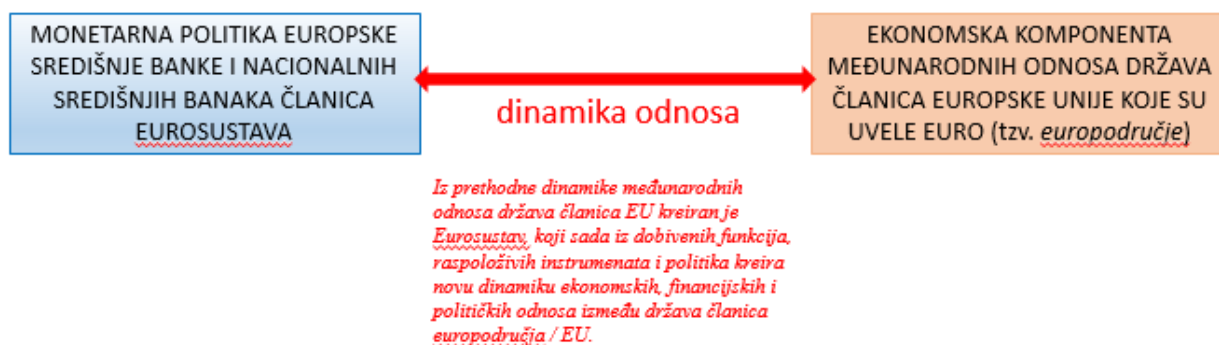 MONETARNA POLITIKA EUROPSKE
SREDIŠNJE BANKE I NACIONALNIH
SREDIŠNJIH BANAKA ČLANICA
EUROSUSTAVA
dinamika odnosa
EKONOMSKA KOMPONENTA
MEĐUNARODNIH ODNOSA DRŽAVA
ČLANICA EUROPSKE UNIJE KOJE SU
UVELE EURO (tzv. europodručje)
Iz prethodne dinamike međunarodnih
odnosa država članica EU kreiran je
Eurosustav, koji sada iz dobivenih funkcija,
raspoloživih instrumenata i politika kreira
novu dinamiku ekonomskih, financijskih i
političkih odnosa između država članica
europodručja / EU.